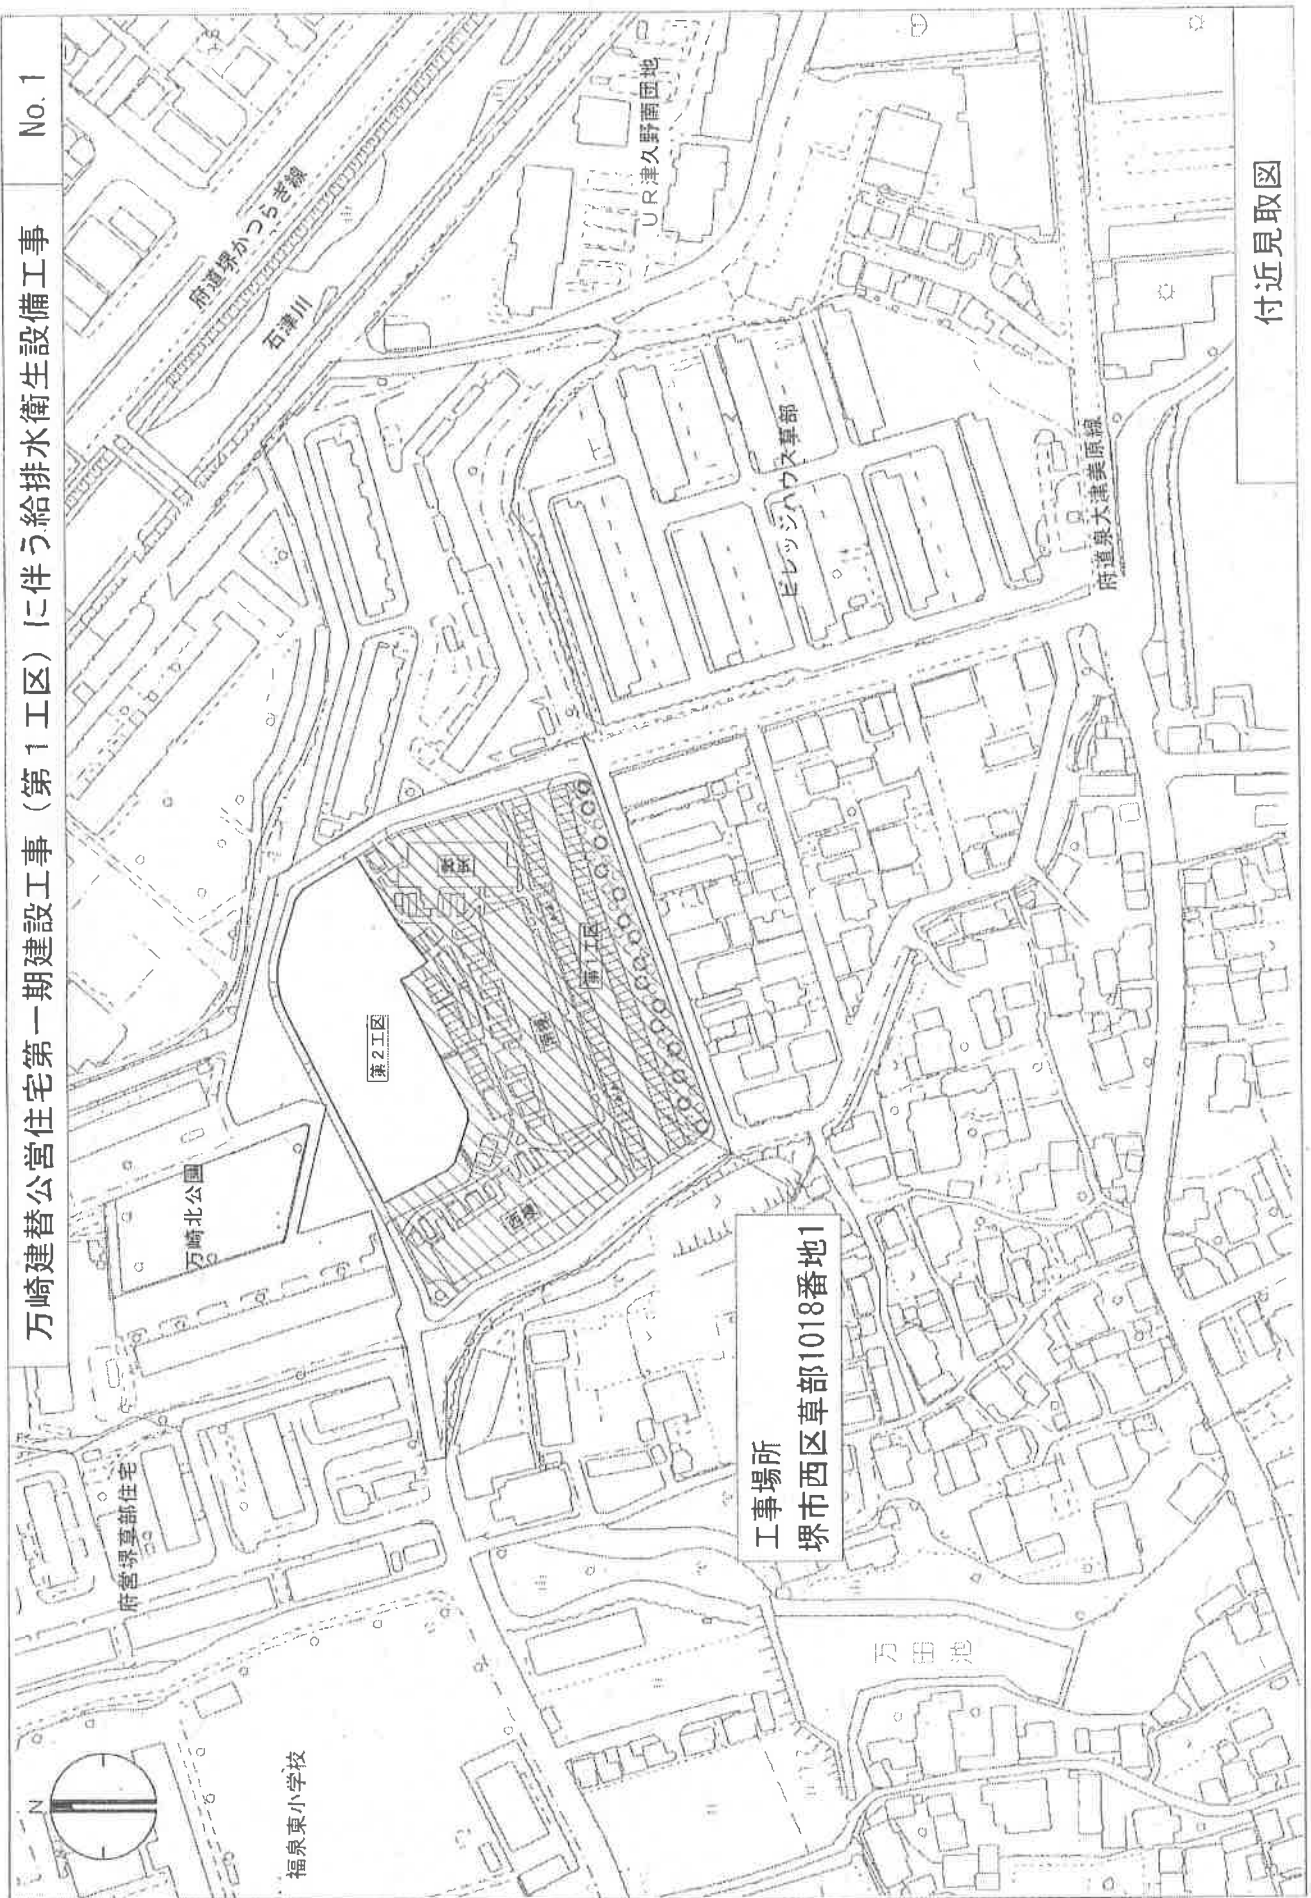 万崎建替公営住宅第一期建設工事（第１工区）に伴う給排水衛生設備工事
No.1
N
府営堺草部住宅
万崎北公園
府道堺かつらぎ線
石津川
UR津久野南団地
福泉東小学校
第２工区
西棟
東棟
第１工区
ビレッジハウス草部
府道泉大津美原線
工事場所
堺市西区草部1018番地1
万田池
付近見取図